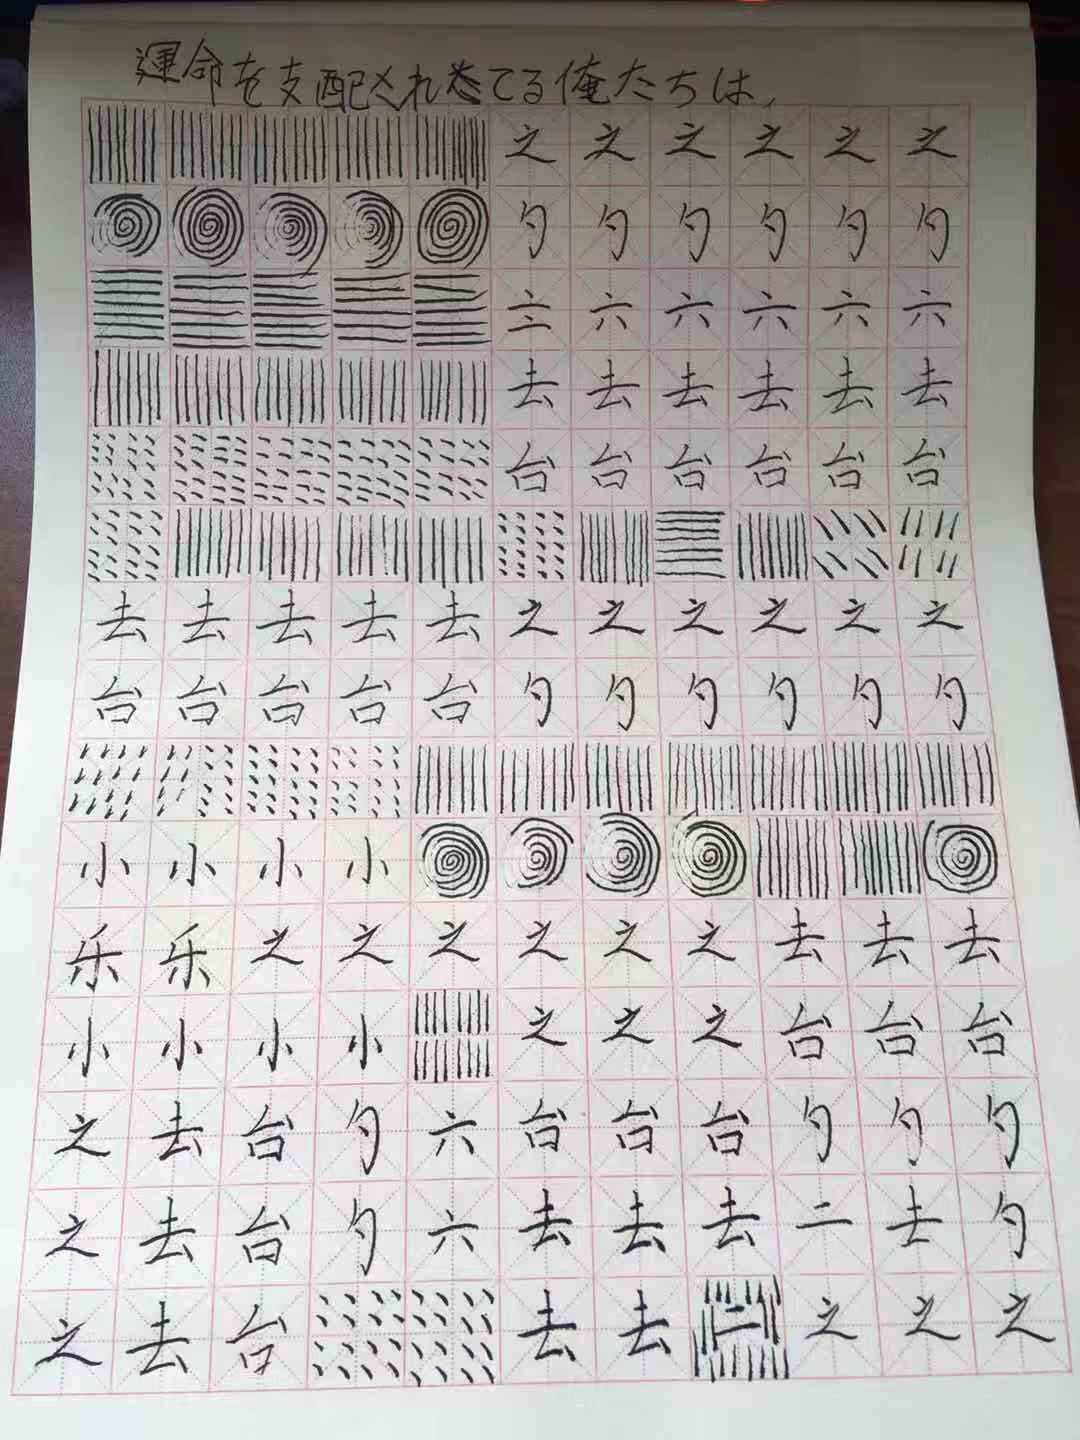 運命を支配されてる俺たちは、
之之之之之之
勺勺勺勺勺勺
六六六六六
去去去去去去
台台台台台台
去去去去去之之之之之之
台台台台台勺勺勺勺勺勺
小小小小
乐乐之之之之之之去去去
小小小小之之之台台台
之去台勺六台台台勺勺勺
之去台勺六去去去二去勺
之去台去去二之之之